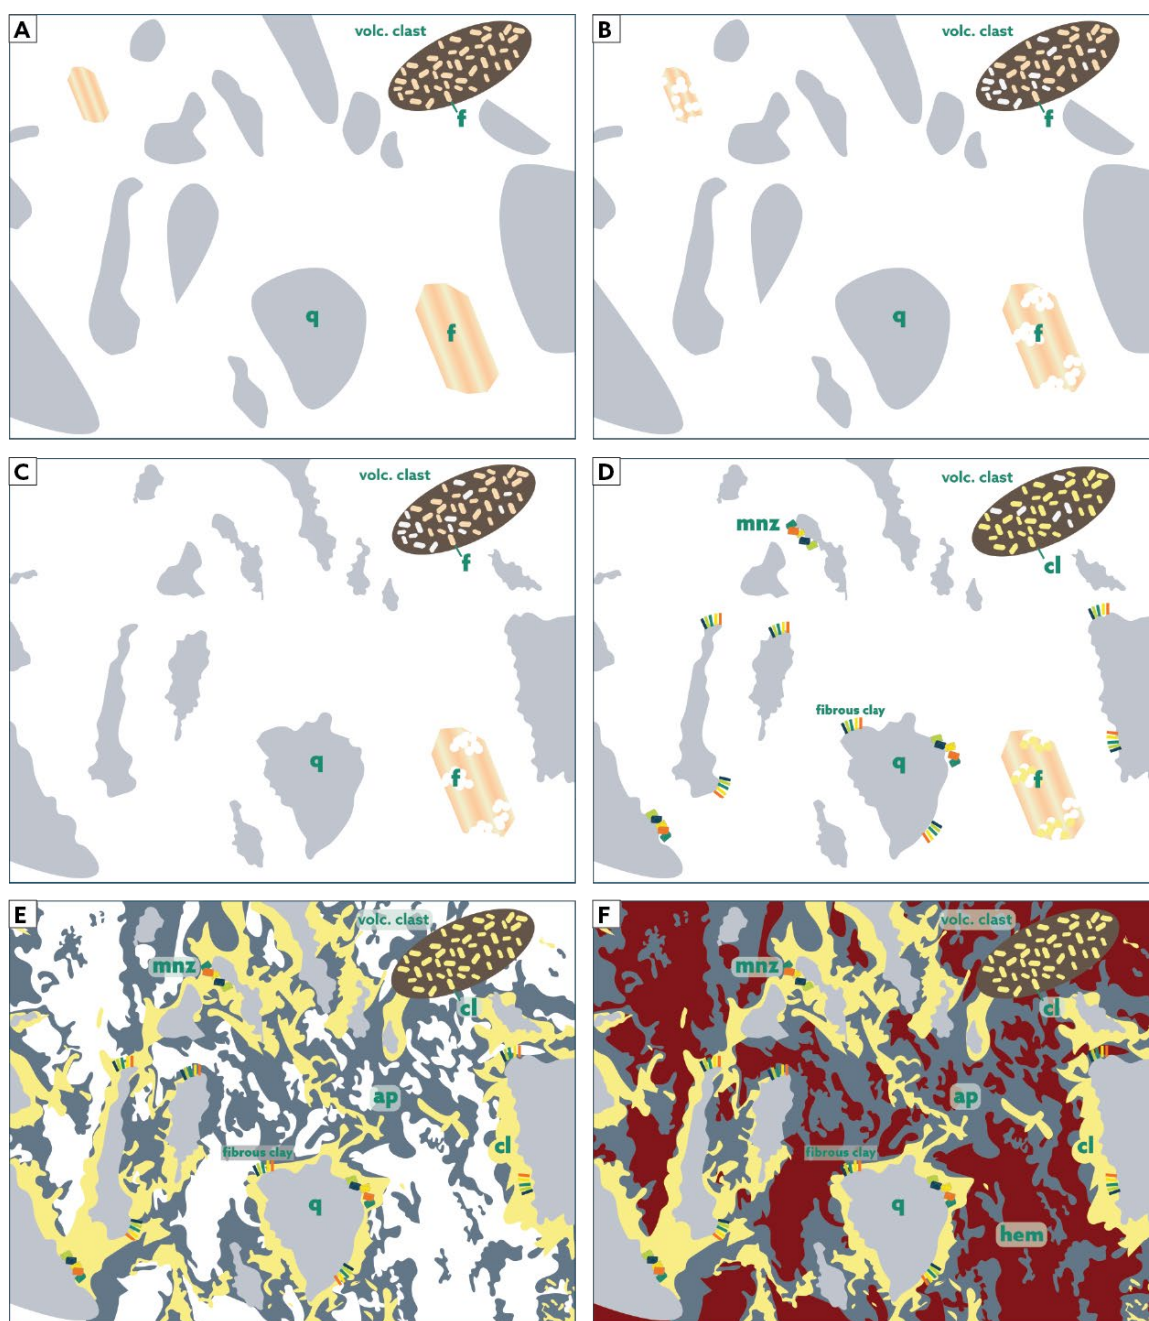 A
volc. clast
f
q
f
B
volc. clast
f
q
f
C
volc. clast
f
q
f
D
volc. clast
mnz
cl
fibrous clay
q
f
E
volc. clast
mnz
cl
ap
cl
fibrous clay
q
F
volc. clast
mnz
cl
ap
cl
fibrous clay
q
hem